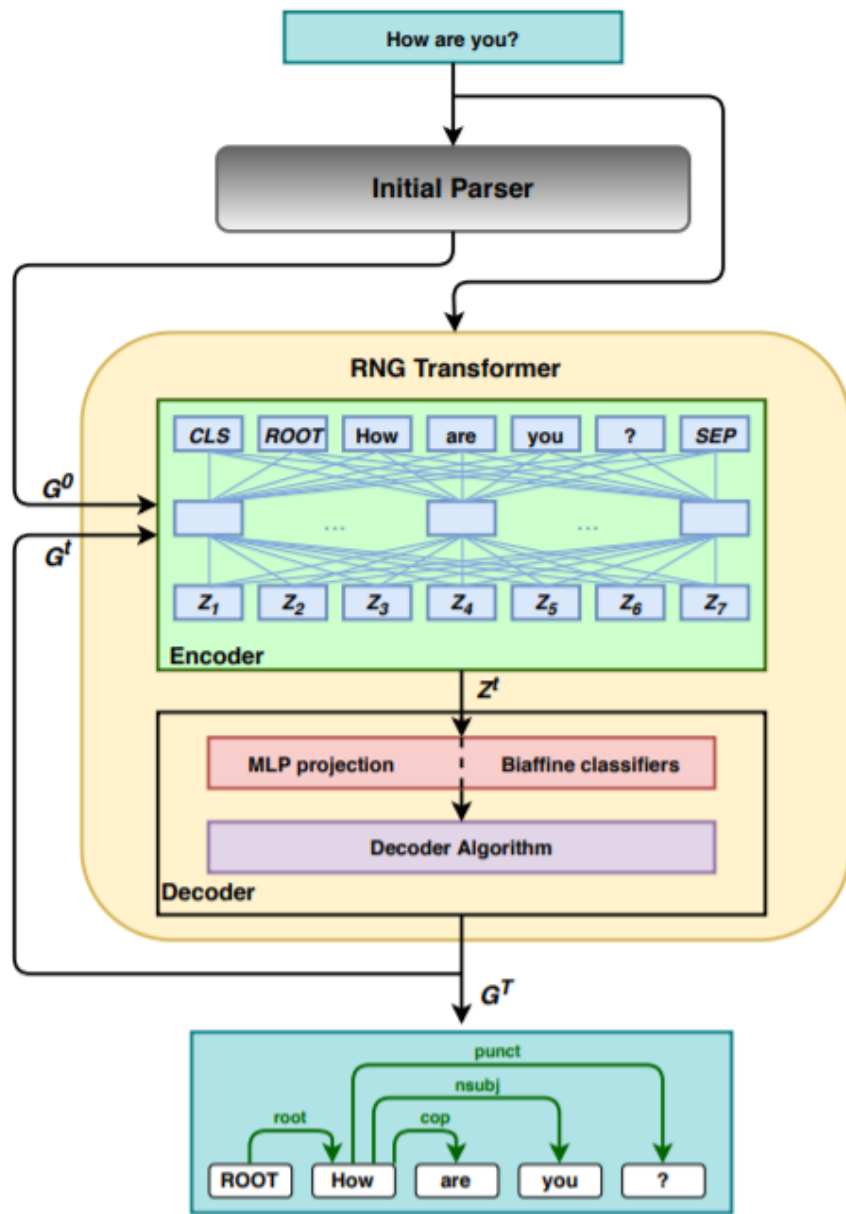 How are you?
Initial Parser
RNG Transformer
CLS ROOT How are you ? SEP
G⁰
... ...
Gᵗ
Z₁ Z₂ Z₃ Z₄ Z₅ Z₆ Z₇
Encoder
Zᵗ
MLP projection Biaffine classifiers
Decoder Algorithm
Decoder
Gᵀ
punct
nsubj
root cop
ROOT How are you ?